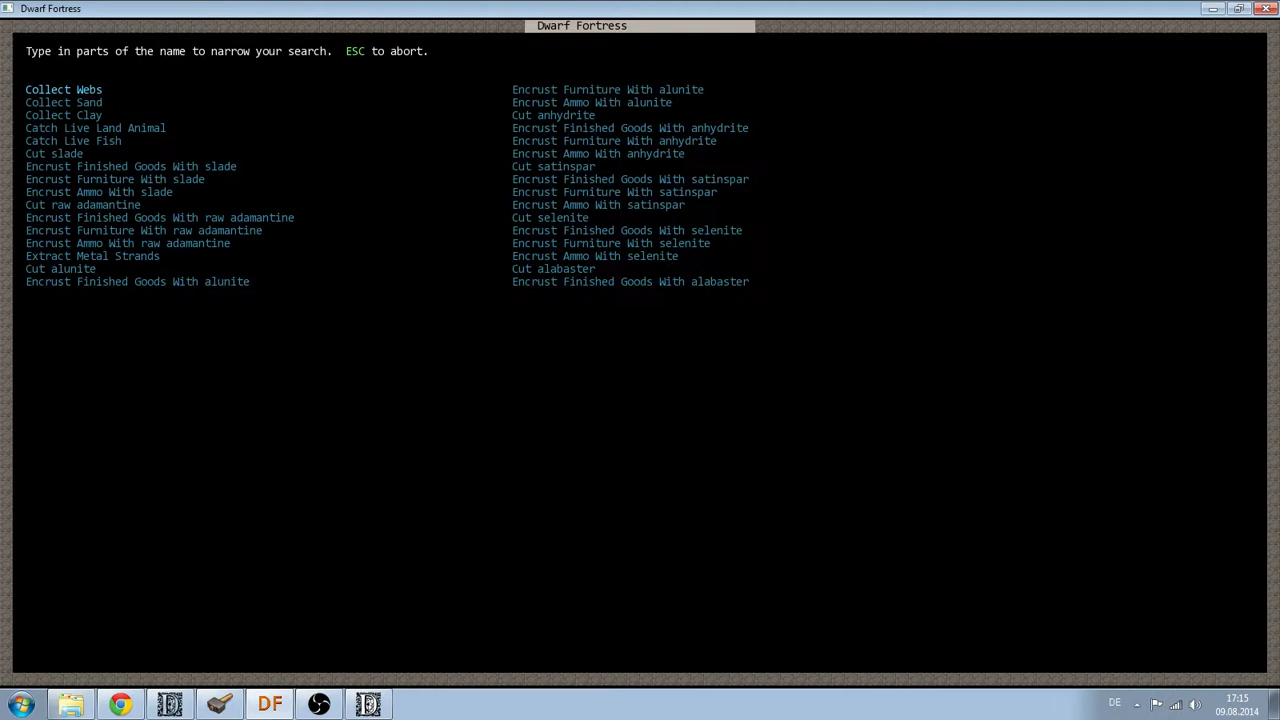 Dwarf Fortress
Dwarf Fortress
Type in parts of the name to narrow your search.  ESC to abort.
Collect Webs
Collect Sand
Collect Clay
Catch Live Land Animal
Catch Live Fish
Cut slade
Encrust Finished Goods With slade
Encrust Furniture With slade
Encrust Ammo With slade
Cut raw adamantine
Encrust Finished Goods With raw adamantine
Encrust Furniture With raw adamantine
Encrust Ammo With raw adamantine
Extract Metal Strands
Cut alunite
Encrust Finished Goods With alunite
Encrust Furniture With alunite
Encrust Ammo With alunite
Cut anhydrite
Encrust Finished Goods With anhydrite
Encrust Furniture With anhydrite
Encrust Ammo With anhydrite
Cut satinspar
Encrust Finished Goods With satinspar
Encrust Furniture With satinspar
Encrust Ammo With satinspar
Cut selenite
Encrust Finished Goods With selenite
Encrust Furniture With selenite
Encrust Ammo With selenite
Cut alabaster
Encrust Finished Goods With alabaster
D
DF
D
DE
17:15
09.08.2014